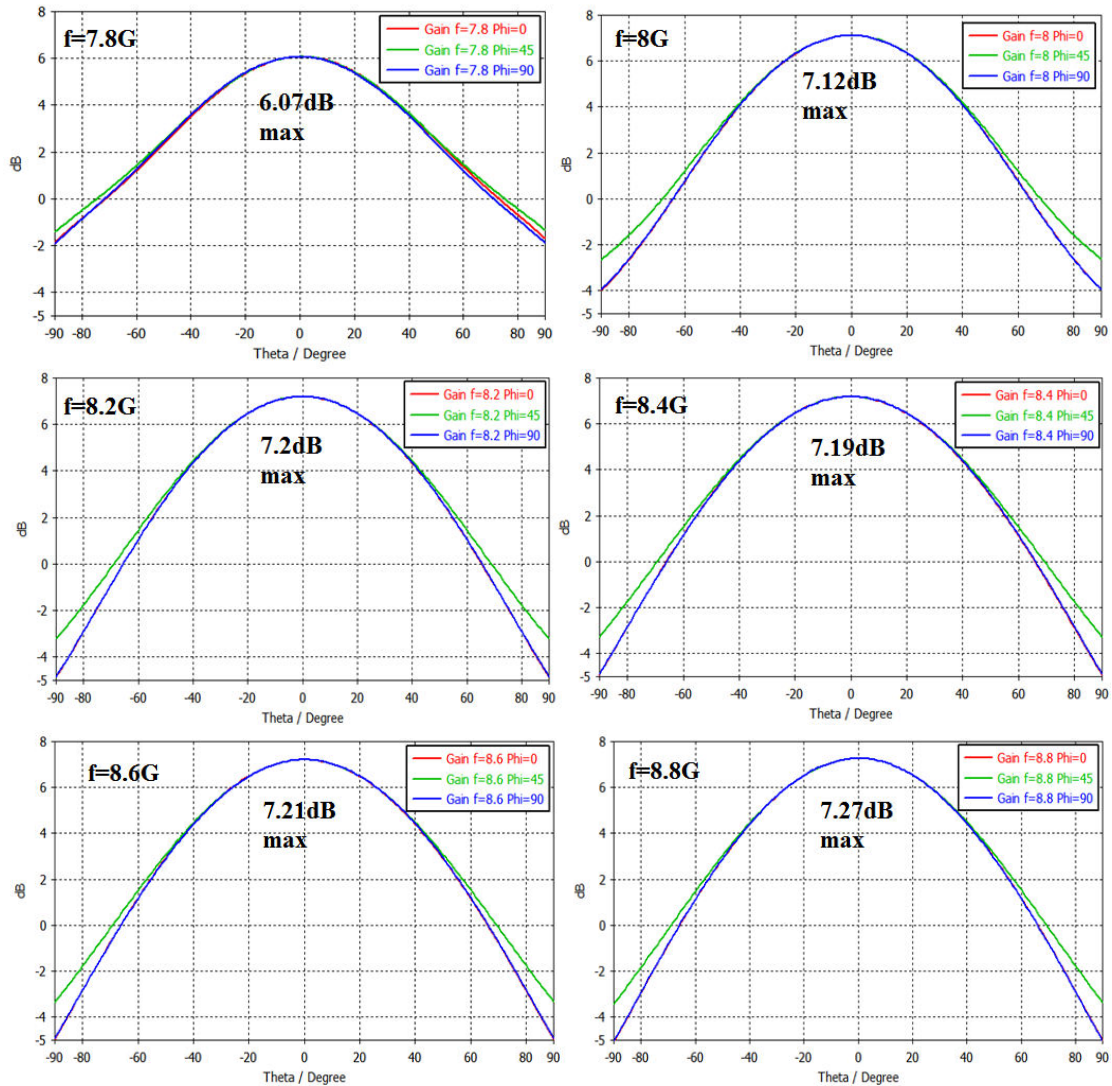 f=7.8G
Gain f=7.8 Phi=0
Gain f=7.8 Phi=45
Gain f=7.8 Phi=90
6.07dB
max
dB
8
6
4
2
0
-2
-4
-5
-90 -80 -60 -40 -20 0 20 40 60 80 90
Theta / Degree
f=8G
Gain f=8 Phi=0
Gain f=8 Phi=45
Gain f=8 Phi=90
7.12dB
max
dB
8
6
4
2
0
-2
-4
-5
-90 -80 -60 -40 -20 0 20 40 60 80 90
Theta / Degree
f=8.2G
Gain f=8.2 Phi=0
Gain f=8.2 Phi=45
Gain f=8.2 Phi=90
7.2dB
max
dB
8
6
4
2
0
-2
-4
-5
-90 -80 -60 -40 -20 0 20 40 60 80 90
Theta / Degree
f=8.4G
Gain f=8.4 Phi=0
Gain f=8.4 Phi=45
Gain f=8.4 Phi=90
7.19dB
max
dB
8
6
4
2
0
-2
-4
-5
-90 -80 -60 -40 -20 0 20 40 60 80 90
Theta / Degree
f=8.6G
Gain f=8.6 Phi=0
Gain f=8.6 Phi=45
Gain f=8.6 Phi=90
7.21dB
max
dB
8
6
4
2
0
-2
-4
-5
-90 -80 -60 -40 -20 0 20 40 60 80 90
Theta / Degree
f=8.8G
Gain f=8.8 Phi=0
Gain f=8.8 Phi=45
Gain f=8.8 Phi=90
7.27dB
max
dB
8
6
4
2
0
-2
-4
-5
-90 -80 -60 -40 -20 0 20 40 60 80 90
Theta / Degree